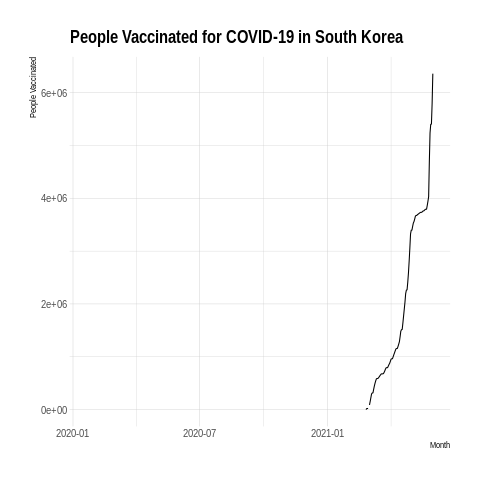 People Vaccinated for COVID-19 in South Korea
People Vaccinated
6e+06
4e+06
2e+06
0e+00
2020-01 2020-07 2021-01
Month